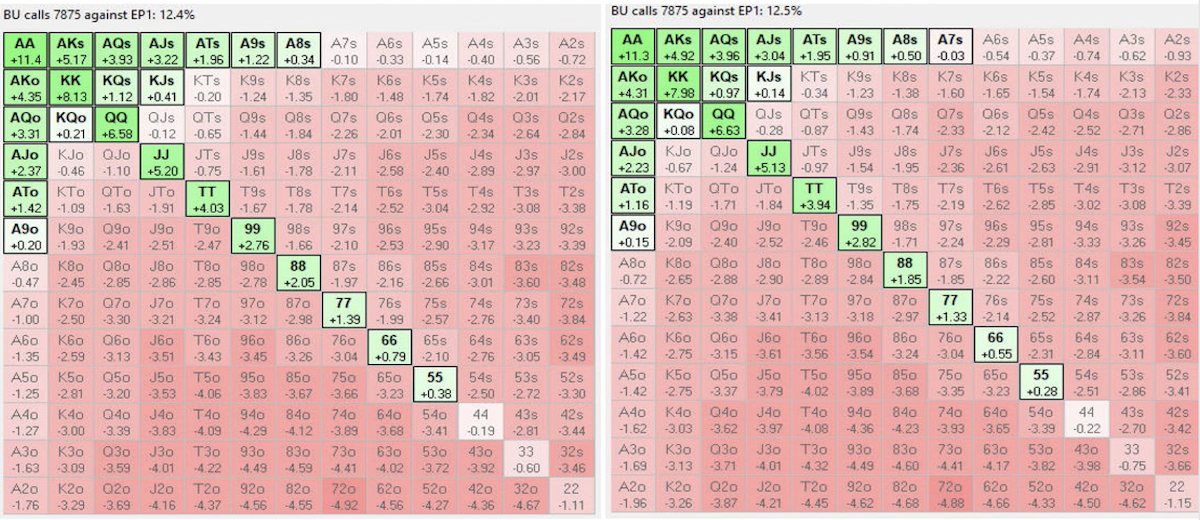 BU calls 7875 against EP1: 12.4%
AA AKs AQs AJs ATs A9s A8s A7s A6s A5s A4s A3s A2s
+11.4 +5.17 +3.93 +3.22 +1.96 +1.22 +0.34 -0.10 -0.33 -0.14 -0.40 -0.56 -0.72
AKo KK KQs KJs KTs K9s K8s K7s K6s K5s K4s K3s K2s
+4.35 +8.13 +1.12 +0.41 -0.20 -1.24 -1.35 -1.80 -1.48 -1.74 -1.82 -2.01 -2.17
AQo KQo QQ QJs QTs Q9s Q8s Q7s Q6s Q5s Q4s Q3s Q2s
+3.31 +0.21 +6.58 -0.12 -0.65 -1.44 -1.84 -2.26 -2.01 -2.30 -2.34 -2.64 -2.84
AJo KJo QJo JJ JTs J9s J8s J7s J6s J5s J4s J3s J2s
+2.37 -0.46 -1.10 +5.20 -0.75 -1.61 -1.78 -2.11 -2.58 -2.40 -2.89 -2.97 -3.00
ATo KTo QTo JTo TT T9s T8s T7s T6s T5s T4s T3s T2s
+1.42 -1.09 -1.63 -1.91 +4.03 -1.67 -1.78 -2.14 -2.52 -3.04 -2.92 -3.08 -3.38
A9o K9o Q9o J9o T9o 99 98s 97s 96s 95s 94s 93s 92s
+0.20 -1.93 -2.41 -2.51 -2.47 +2.76 -1.66 -2.10 -2.53 -2.90 -3.17 -3.23 -3.39
A8o K8o Q8o J8o T8o 98o 88 87s 86s 85s 84s 83s 82s
-0.47 -2.45 -2.85 -2.86 -2.85 -2.78 +2.05 -1.97 -2.16 -2.66 -3.01 -3.60 -3.48
A7o K7o Q7o J7o T7o 97o 87o 77 76s 75s 74s 73s 72s
-1.00 -2.50 -3.30 -3.21 -3.24 -3.12 -2.98 +1.39 -1.99 -2.57 -2.76 -3.40 -3.84
A6o K6o Q6o J6o T6o 96o 86o 76o 66 65s 64s 63s 62s
-1.35 -2.59 -3.13 -3.51 -3.43 -3.45 -3.26 -3.04 +0.79 -2.10 -2.76 -3.05 -3.49
A5o K5o Q5o J5o T5o 95o 85o 75o 65o 55 54s 53s 52s
-1.25 -2.81 -3.20 -3.53 -4.06 -3.83 -3.67 -3.66 -3.23 +0.38 -2.50 -2.72 -3.30
A4o K4o Q4o J4o T4o 94o 84o 74o 64o 54o 44 43s 42s
-1.27 -3.00 -3.39 -3.83 -4.09 -4.29 -4.12 -3.89 -3.68 -3.41 -0.19 -2.81 -3.44
A3o K3o Q3o J3o T3o 93o 83o 73o 63o 53o 43o 33 32s
-1.63 -3.09 -3.59 -4.01 -4.22 -4.49 -4.59 -4.41 -4.02 -3.72 -3.92 -0.60 -3.46
A2o K2o Q2o J2o T2o 92o 82o 72o 62o 52o 42o 32o 22
-1.76 -3.29 -3.69 -4.16 -4.37 -4.56 -4.55 -4.92 -4.56 -4.27 -4.36 -4.67 -1.11
BU calls 7875 against EP1: 12.5%
AA AKs AQs AJs ATs A9s A8s A7s A6s A5s A4s A3s A2s
+11.3 +4.92 +3.96 +3.04 +1.95 +0.91 +0.50 -0.03 -0.54 -0.37 -0.74 -0.62 -0.93
AKo KK KQs KJs KTs K9s K8s K7s K6s K5s K4s K3s K2s
+4.31 +7.98 +0.97 +0.14 -0.34 -1.23 -1.38 -1.60 -1.65 -1.54 -1.74 -2.13 -2.33
AQo KQo QQ QJs QTs Q9s Q8s Q7s Q6s Q5s Q4s Q3s Q2s
+3.28 +0.08 +6.63 -0.28 -0.87 -1.43 -1.74 -2.33 -2.12 -2.42 -2.52 -2.71 -2.86
AJo KJo QJo JJ JTs J9s J8s J7s J6s J5s J4s J3s J2s
+2.23 -0.67 -1.24 +5.13 -0.97 -1.54 -1.95 -2.36 -2.61 -2.63 -2.91 -3.12 -3.07
ATo KTo QTo JTo TT T9s T8s T7s T6s T5s T4s T3s T2s
+1.16 -1.19 -1.71 -1.84 +3.94 -1.35 -1.75 -2.19 -2.62 -2.85 -3.02 -3.08 -3.39
A9o K9o Q9o J9o T9o 99 98s 97s 96s 95s 94s 93s 92s
+0.15 -2.09 -2.40 -2.52 -2.46 +2.82 -1.71 -2.24 -2.29 -2.81 -3.33 -3.26 -3.45
A8o K8o Q8o J8o T8o 98o 88 87s 86s 85s 84s 83s 82s
-0.72 -2.65 -2.88 -2.90 -2.89 -2.84 +1.85 -1.85 -2.22 -2.60 -3.11 -3.54 -3.50
A7o K7o Q7o J7o T7o 97o 87o 77 76s 75s 74s 73s 72s
-1.22 -2.63 -3.38 -3.41 -3.13 -3.18 -2.97 +1.33 -2.14 -2.52 -2.87 -3.26 -3.84
A6o K6o Q6o J6o T6o 96o 86o 76o 66 65s 64s 63s 62s
-1.42 -2.75 -3.15 -3.61 -3.56 -3.54 -3.24 -3.04 +0.55 -2.31 -2.84 -3.11 -3.60
A5o K5o Q5o J5o T5o 95o 85o 75o 65o 55 54s 53s 52s
-1.42 -2.75 -3.37 -3.79 -4.02 -3.89 -3.68 -3.35 -3.23 +0.28 -2.51 -2.86 -3.41
A4o K4o Q4o J4o T4o 94o 84o 74o 64o 54o 44 43s 42s
-1.62 -3.03 -3.62 -3.97 -4.08 -4.36 -4.23 -3.93 -3.65 -3.39 -0.22 -2.70 -3.42
A3o K3o Q3o J3o T3o 93o 83o 73o 63o 53o 43o 33 32s
-1.69 -3.13 -3.71 -4.01 -4.32 -4.49 -4.60 -4.41 -4.17 -3.82 -3.98 -0.75 -3.66
A2o K2o Q2o J2o T2o 92o 82o 72o 62o 52o 42o 32o 22
-1.96 -3.26 -3.87 -4.21 -4.45 -4.62 -4.68 -4.88 -4.66 -4.33 -4.50 -4.62 -1.15